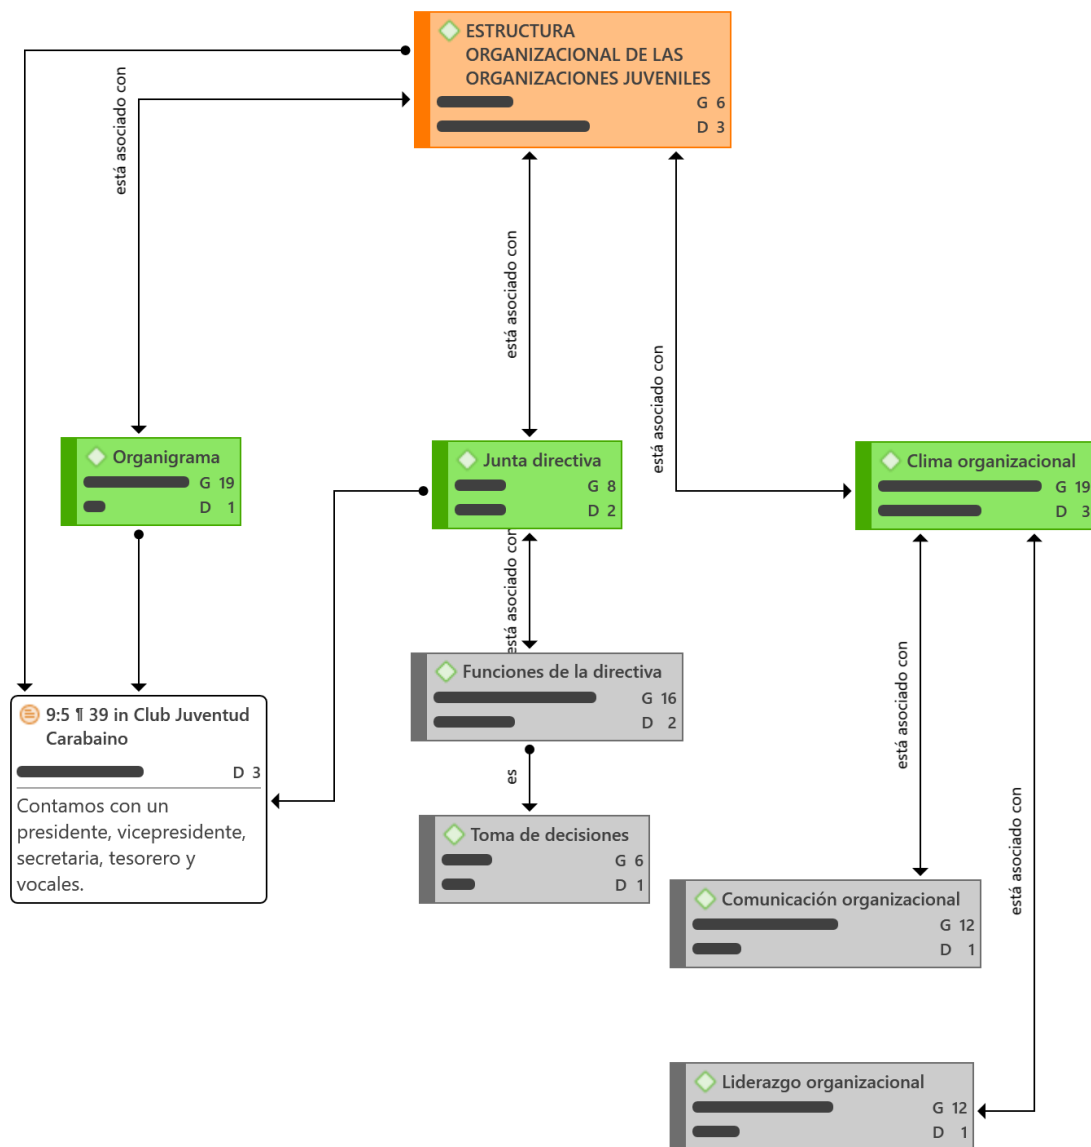 ESTRUCTURA
ORGANIZACIONAL DE LAS
ORGANIZACIONES JUVENILES
G 6
D 3
está asociado con
está asociado con
está asociado con
Organigrama
G 19
D 1
Junta directiva
G 8
D 2
Clima organizacional
G 19
D 3
está asociado con
Funciones de la directiva
G 16
D 2
es
Toma de decisiones
G 6
D 1
9:5 ¶ 39 in Club Juventud
Carabaino
D 3
Contamos con un
presidente, vicepresidente,
secretaria, tesorero y
vocales.
está asociado con
está asociado con
Comunicación organizacional
G 12
D 1
Liderazgo organizacional
G 12
D 1